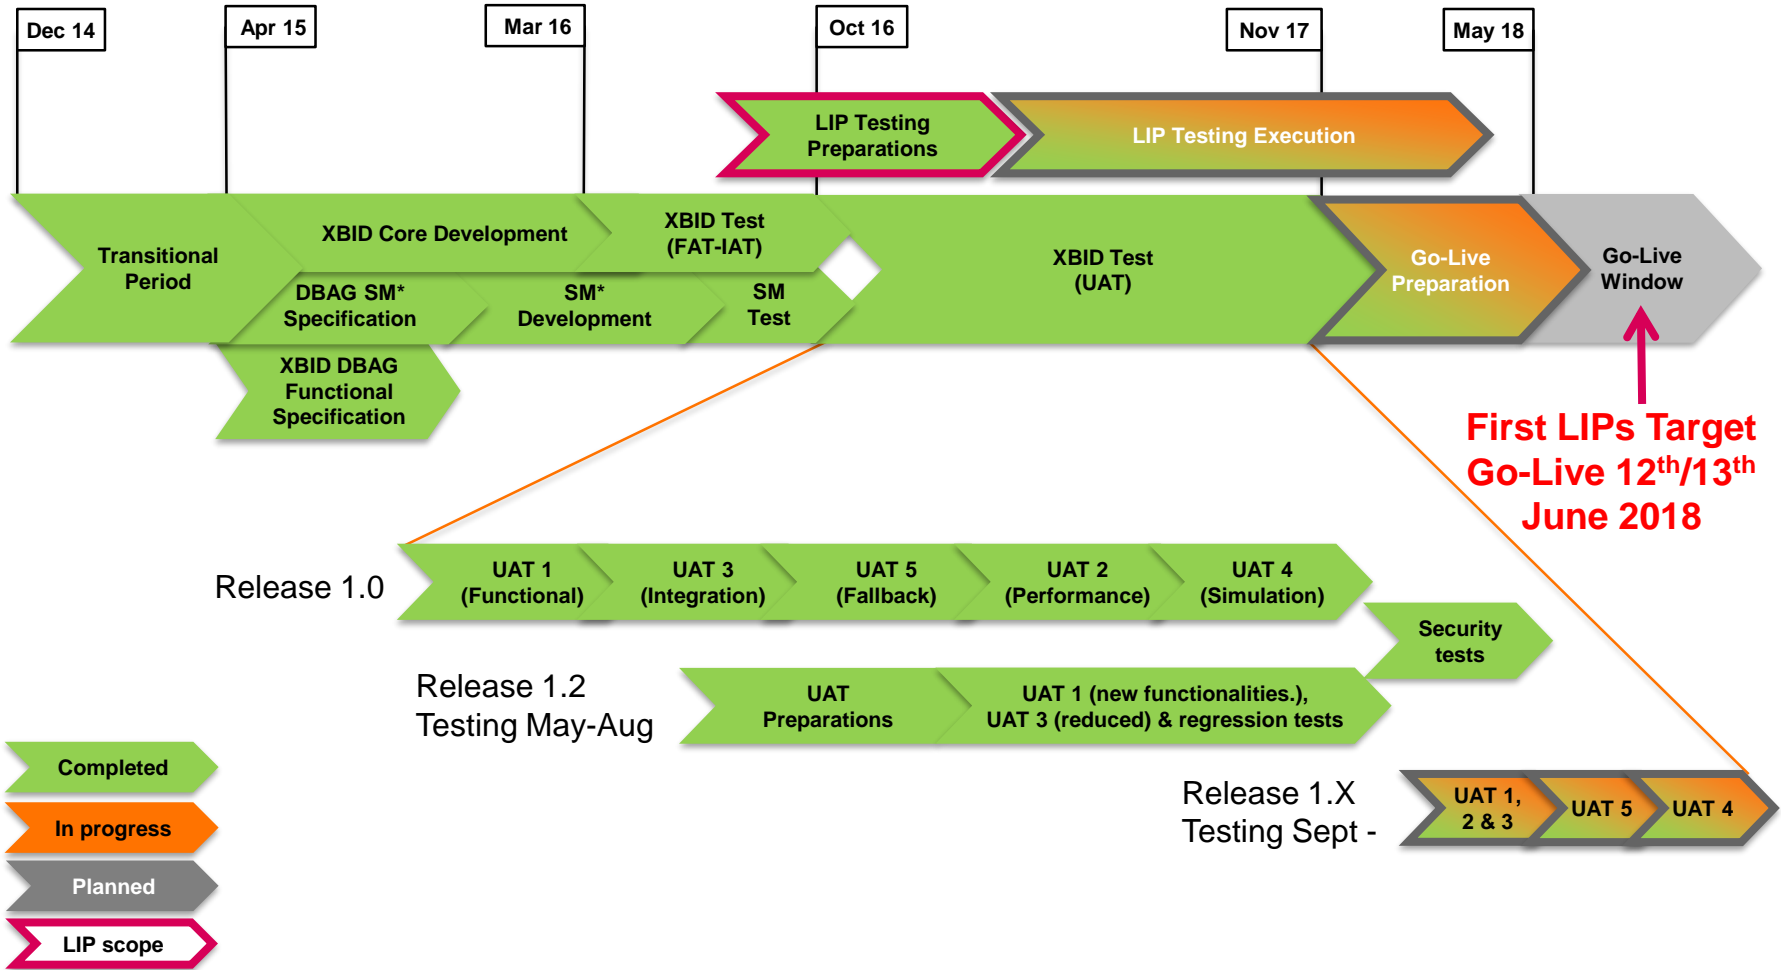 Dec 14
Apr 15
Mar 16
Oct 16
Nov 17
May 18
LIP Testing
Preparations
LIP Testing Execution
Transitional
Period
XBID Core Development
XBID Test
(FAT-IAT)
DBAG SM*
Specification
SM*
Development
SM
Test
XBID DBAG
Functional
Specification
XBID Test
(UAT)
Go-Live
Preparation
Go-Live
Window
First LIPs Target
Go-Live 12th/13th
June 2018
Release 1.0
UAT 1
(Functional)
UAT 3
(Integration)
UAT 5
(Fallback)
UAT 2
(Performance)
UAT 4
(Simulation)
Security
tests
Release 1.2
Testing May-Aug
UAT
Preparations
UAT 1 (new functionalities.),
UAT 3 (reduced) & regression tests
Release 1.X
Testing Sept -
UAT 1,
2 & 3
UAT 5
UAT 4
Completed
In progress
Planned
LIP scope